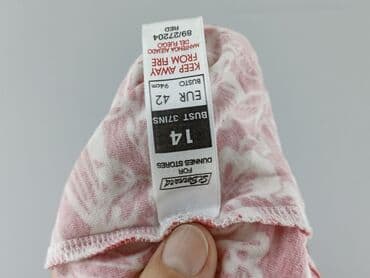 St. Bernard
FOR
DUNNES STORES
14
BUST 37INS
EUR 42
BUSTO 94cm
KEEP AWAY
FROM FIRE
MANTENGA ALEJADO
DEL FUEGO
89/27204
RED